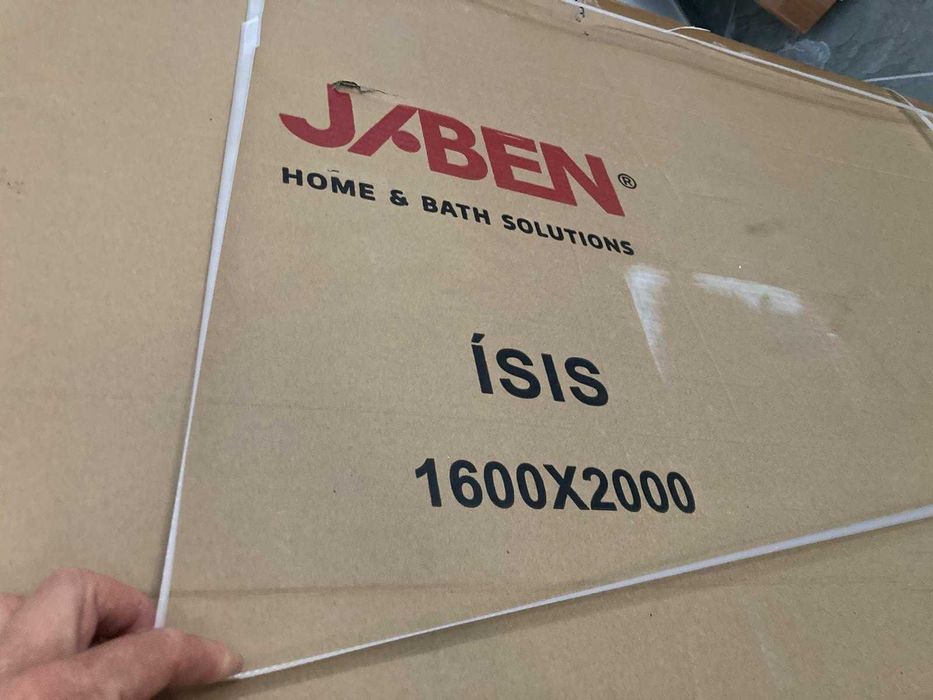 JABEN®
HOME & BATH SOLUTIONS
ÍSIS
1600X2000